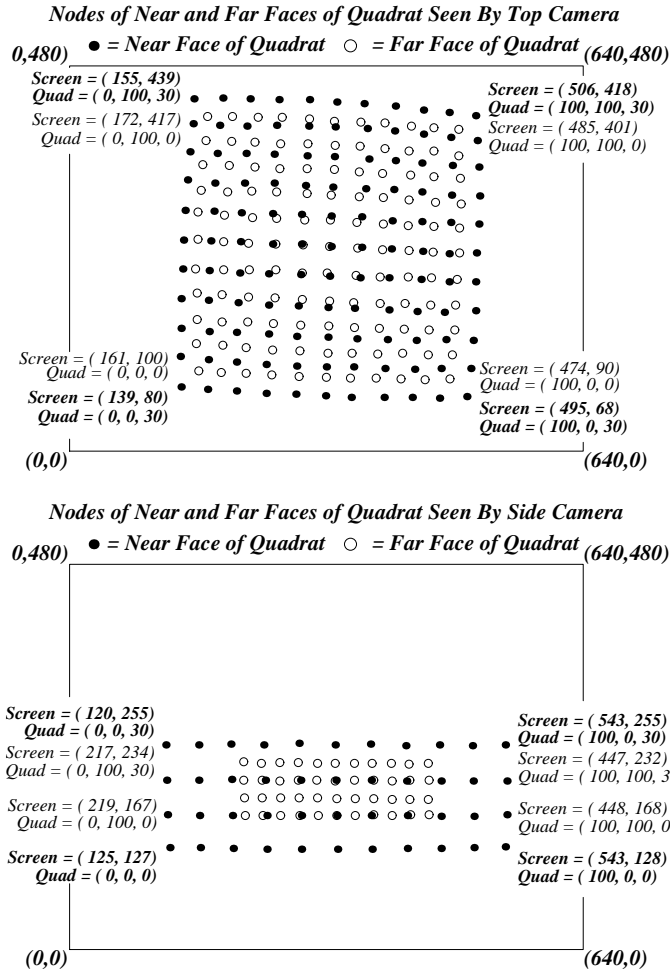 Nodes of Near and Far Faces of Quadrat Seen By Top Camera
0,480) ● = Near Face of Quadrat ○ = Far Face of Quadrat (640,480)
Screen = ( 155, 439)
Quad = ( 0, 100, 30)
Screen = ( 172, 417)
Quad = ( 0, 100, 0)
Screen = ( 506, 418)
Quad = ( 100, 100, 30)
Screen = ( 485, 401)
Quad = ( 100, 100, 0)
Screen = ( 161, 100)
Quad = ( 0, 0, 0)
Screen = ( 139, 80)
Quad = ( 0, 0, 30)
Screen = ( 474, 90)
Quad = ( 100, 0, 0)
Screen = ( 495, 68)
Quad = ( 100, 0, 30)
(0,0) (640,0)
Nodes of Near and Far Faces of Quadrat Seen By Side Camera
0,480) ● = Near Face of Quadrat ○ = Far Face of Quadrat (640,480)
Screen = ( 120, 255)
Quad = ( 0, 0, 30)
Screen = ( 217, 234)
Quad = ( 0, 100, 30)
Screen = ( 219, 167)
Quad = ( 0, 100, 0)
Screen = ( 125, 127)
Quad = ( 0, 0, 0)
Screen = ( 543, 255)
Quad = ( 100, 0, 30)
Screen = ( 447, 232)
Quad = ( 100, 100, 3
Screen = ( 448, 168)
Quad = ( 100, 100, 0
Screen = ( 543, 128)
Quad = ( 100, 0, 0)
(0,0) (640,0)